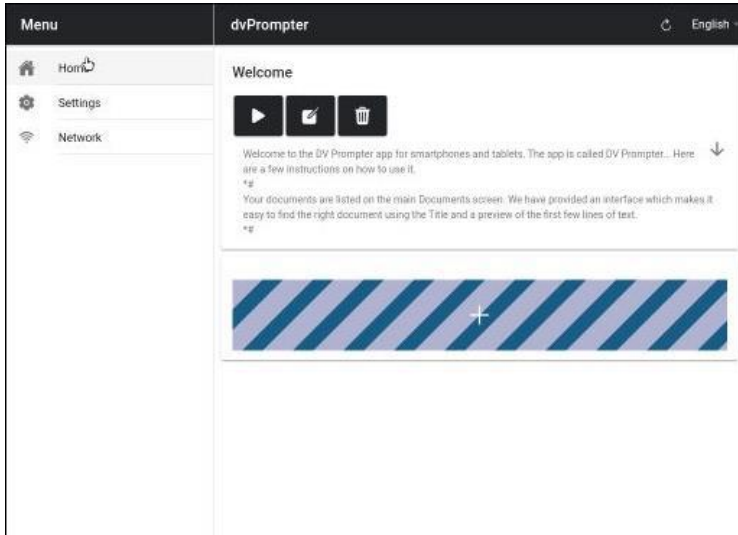 Menu
dvPrompter
English
Home
Settings
Network
Welcome
Welcome to the DV Prompter app for smartphones and tablets. The app is called DV Prompter... Here
are a few instructions on how to use it.
*#
Your documents are listed on the main Documents screen. We have provided an interface which makes it
easy to find the right document using the Title and a preview of the first few lines of text.
*#